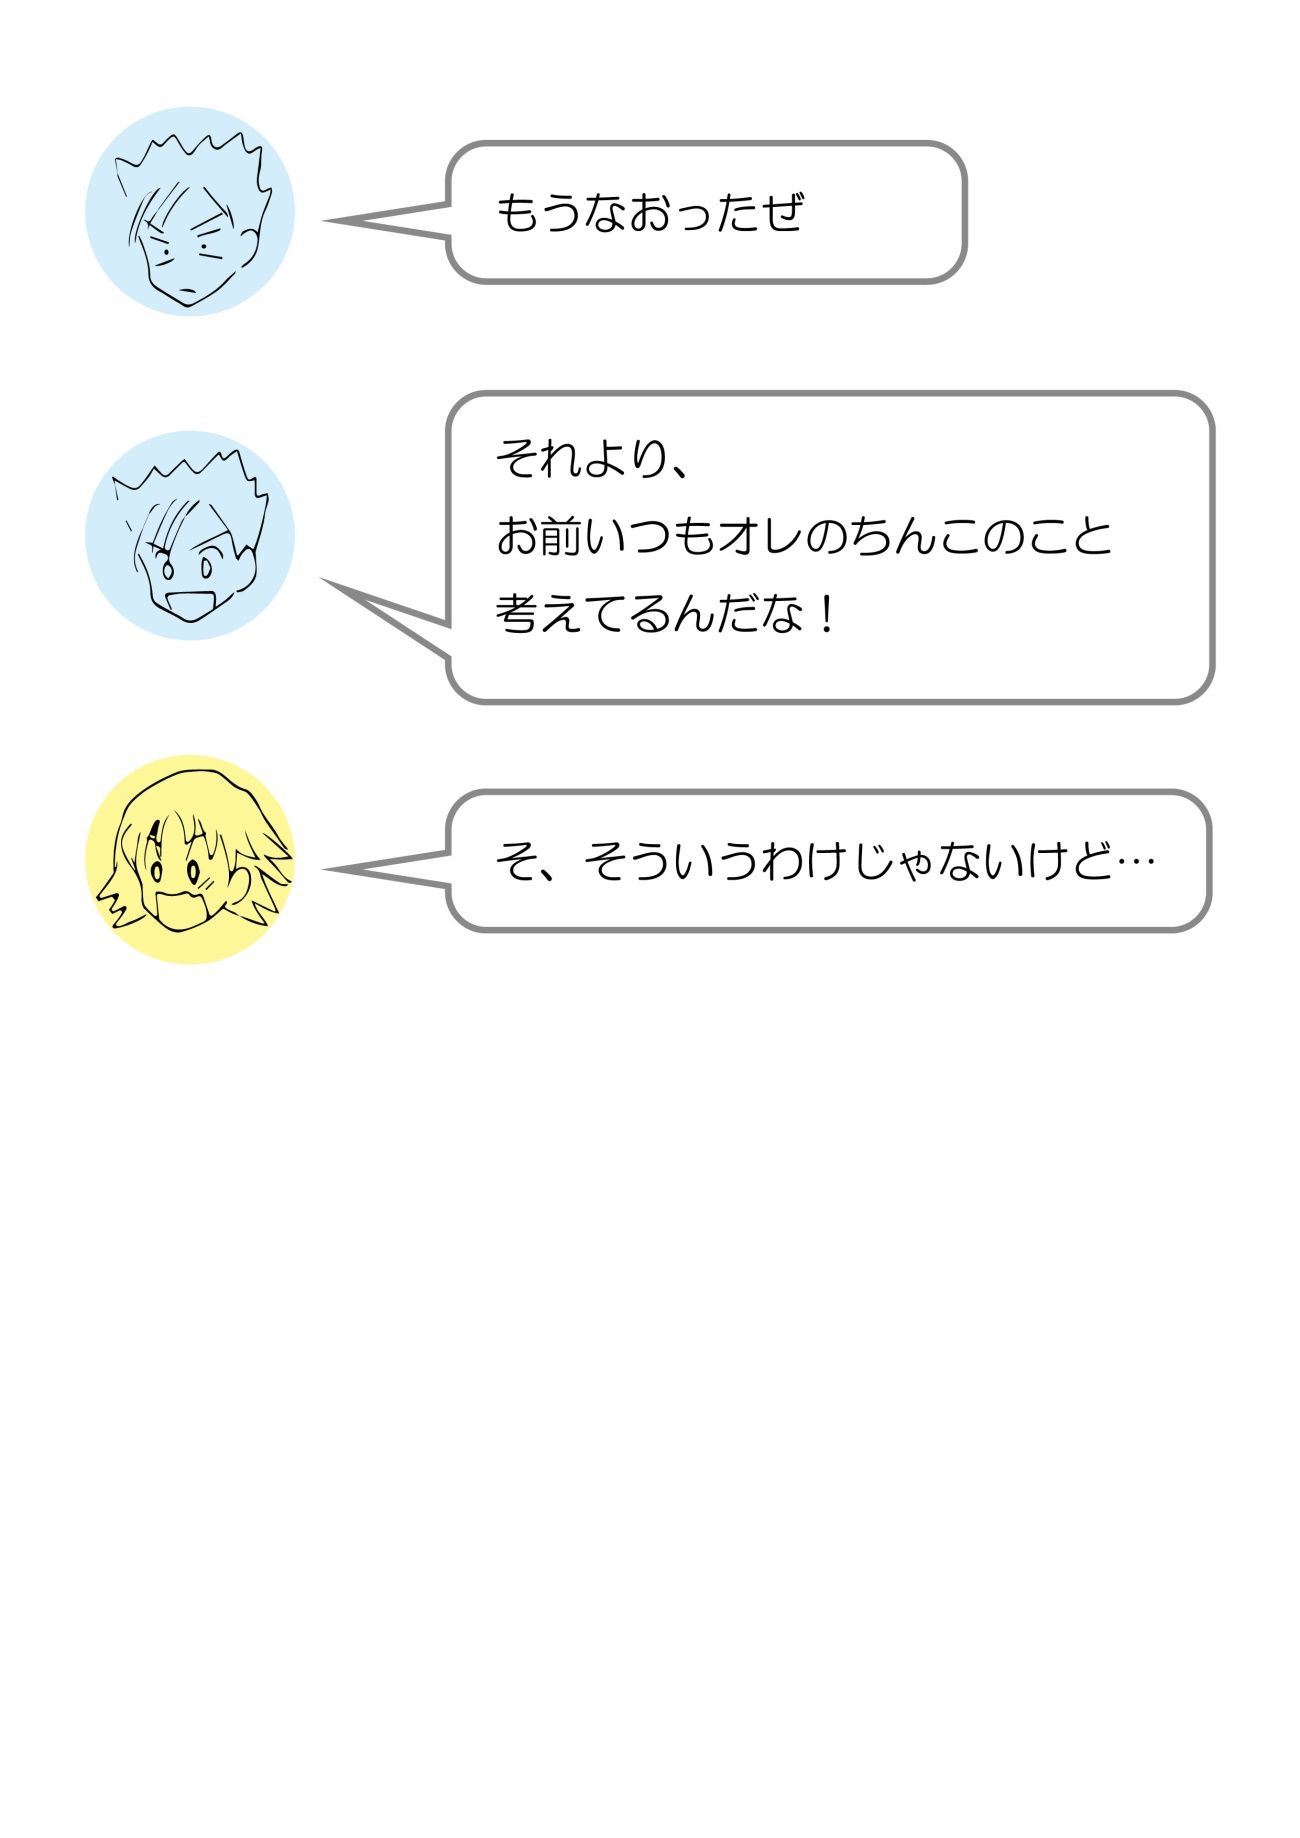 もうなおったぜ
それより、
お前いつもオレのちんこのこと
考えてるんだな！
そ、そういうわけじゃないけど…